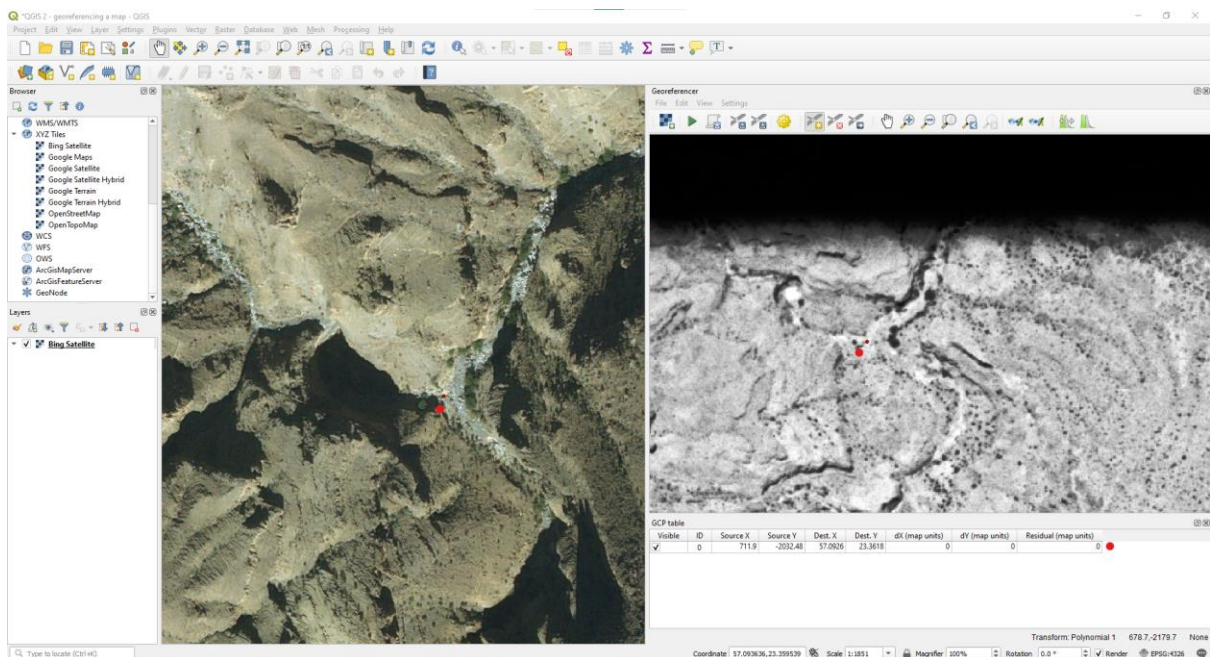 *QGIS 2 - georeferencing a map - QGIS
Project Edit View Layer Settings Plugins Vector Raster Database Web Mesh Processing Help
Browser
WMS/WMTS
XYZ Tiles
Bing Satellite
Google Maps
Google Satellite
Google Satellite Hybrid
Google Terrain
Google Terrain Hybrid
OpenStreetMap
OpenTopoMap
WCS
WFS
OWS
ArcGisMapServer
ArcGisFeatureServer
GeoNode
Layers
Bing Satellite
Georeferencer
File Edit View Settings
GCP table
Visible ID Source X Source Y Dest. X Dest. Y dX (map units) dY (map units) Residual (map units)
0 711.9 -2032.48 57.0926 23.3618 0 0 0
Transform: Polynomial 1 678.7,-2179.7 None
Type to locate (Ctrl+K) Coordinate 57.093636,23.359539 Scale 1:1851 Magnifier 100% Rotation 0.0 ° Render EPSG:4326